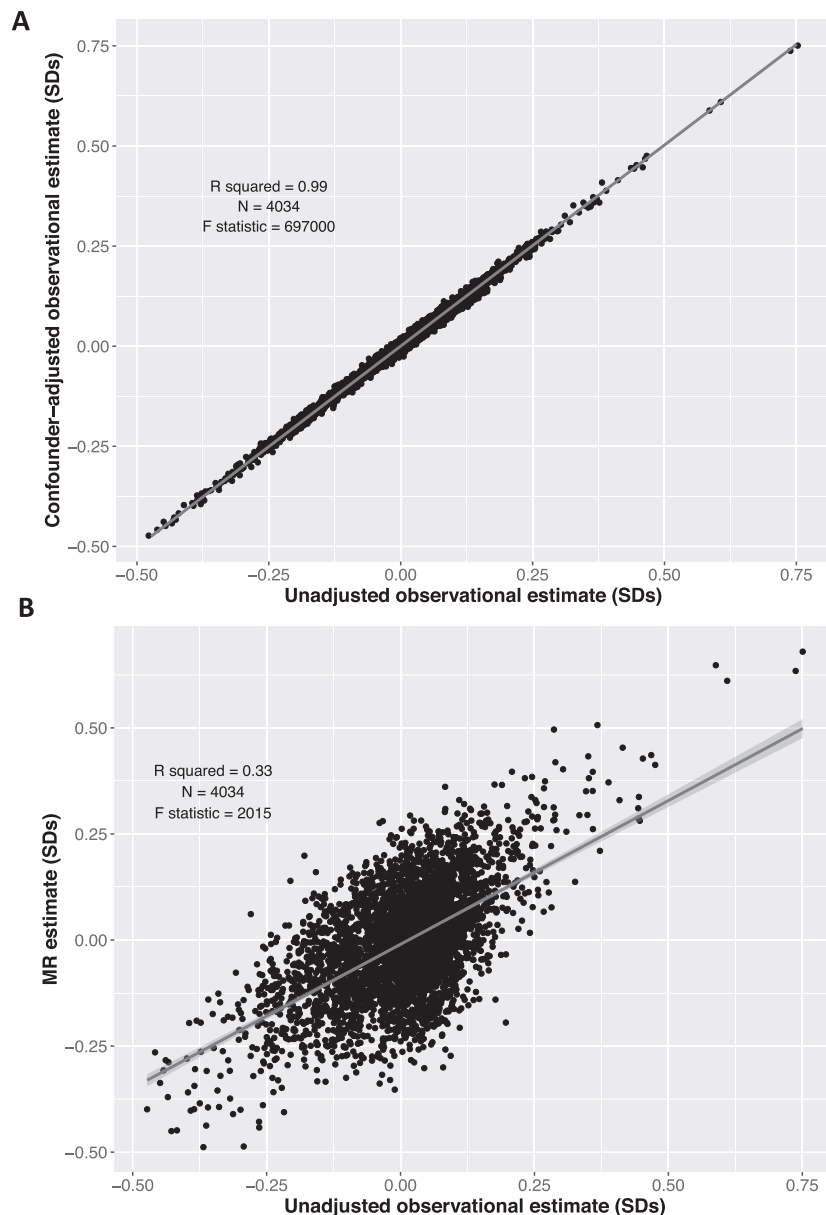 A
Confounder−adjusted observational estimate (SDs)
0.75
0.50
0.25
0.00
−0.25
−0.50
R squared = 0.99
N = 4034
F statistic = 697000
−0.50 −0.25 0.00 0.25 0.50 0.75
Unadjusted observational estimate (SDs)
B
MR estimate (SDs)
0.50
0.25
0.00
−0.25
−0.50
R squared = 0.33
N = 4034
F statistic = 2015
−0.50 −0.25 0.00 0.25 0.50 0.75
Unadjusted observational estimate (SDs)